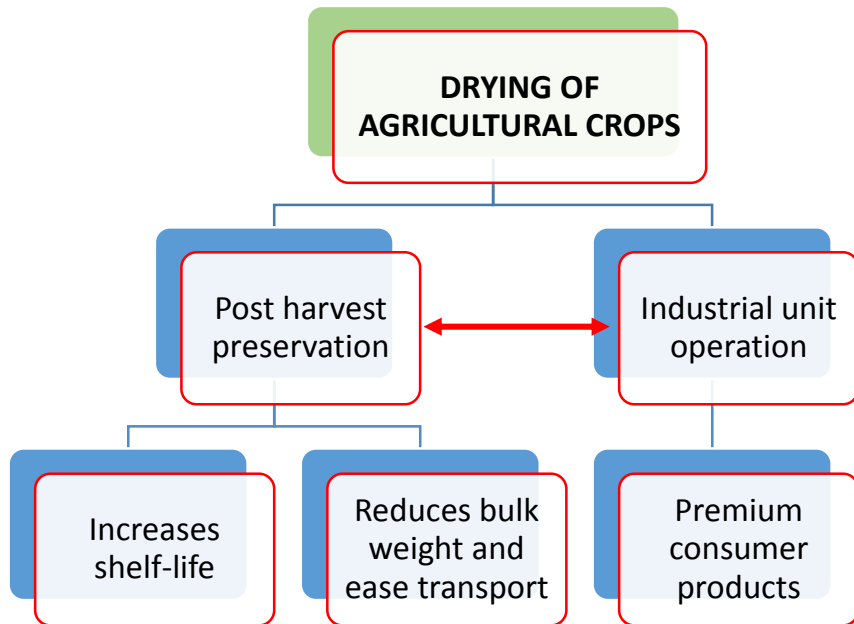 DRYING OF
AGRICULTURAL CROPS
Post harvest
preservation
Industrial unit
operation
Increases
shelf-life
Reduces bulk
weight and
ease transport
Premium
consumer
products